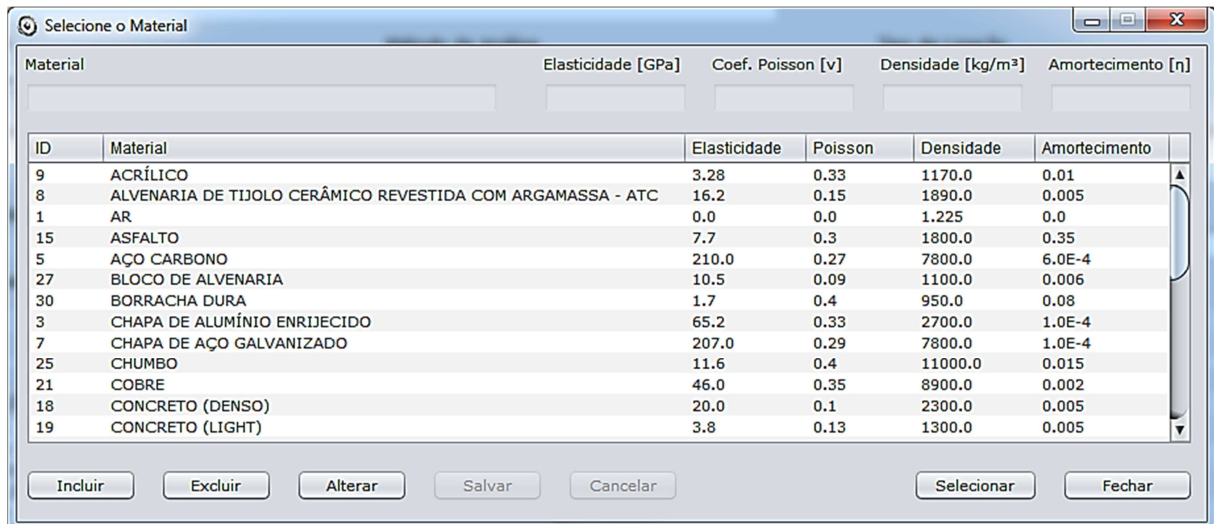 Selecione o Material
Material Elasticidade [GPa] Coef. Poisson [v] Densidade [kg/m³] Amortecimento [η]
ID Material Elasticidade Poisson Densidade Amortecimento
9 ACRÍLICO 3.28 0.33 1170.0 0.01
8 ALVENARIA DE TIJOLO CERÂMICO REVESTIDA COM ARGAMASSA - ATC 16.2 0.15 1890.0 0.005
1 AR 0.0 0.0 1.225 0.0
15 ASFALTO 7.7 0.3 1800.0 0.35
5 AÇO CARBONO 210.0 0.27 7800.0 6.0E-4
27 BLOCO DE ALVENARIA 10.5 0.09 1100.0 0.006
30 BORRACHA DURA 1.7 0.4 950.0 0.08
3 CHAPA DE ALUMÍNIO ENRIJECIDO 65.2 0.33 2700.0 1.0E-4
7 CHAPA DE AÇO GALVANIZADO 207.0 0.29 7800.0 1.0E-4
25 CHUMBO 11.6 0.4 11000.0 0.015
21 COBRE 46.0 0.35 8900.0 0.002
18 CONCRETO (DENSO) 20.0 0.1 2300.0 0.005
19 CONCRETO (LIGHT) 3.8 0.13 1300.0 0.005
Incluir Excluir Alterar Salvar Cancelar Selecionar Fechar